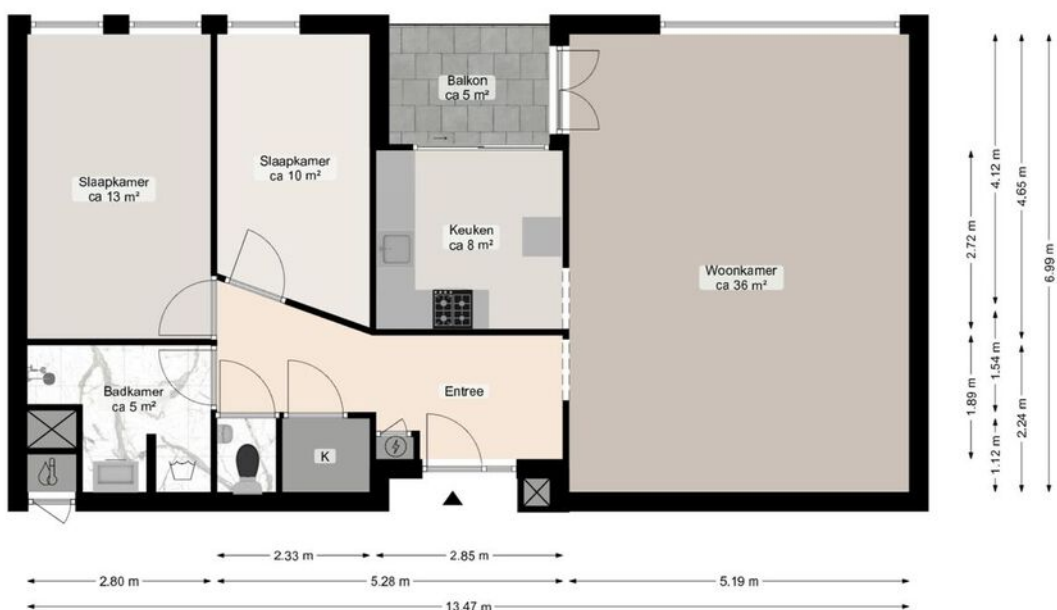 Balkon
ca 5 m²
Slaapkamer
ca 13 m²
Slaapkamer
ca 10 m²
Keuken
ca 8 m²
Woonkamer
ca 36 m²
Badkamer
ca 5 m²
Entree
K
2.72 m
4.12 m
4.65 m
6.99 m
1.89 m
1.54 m
2.24 m
1.12 m
2.33 m
2.85 m
2.80 m
5.28 m
5.19 m
13.47 m